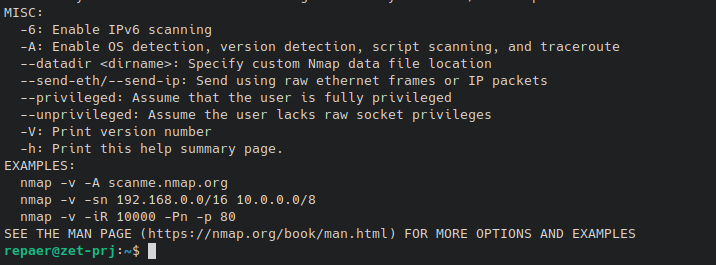 MISC:
  -6: Enable IPv6 scanning
  -A: Enable OS detection, version detection, script scanning, and traceroute
  --datadir <dirname>: Specify custom Nmap data file location
  --send-eth/--send-ip: Send using raw ethernet frames or IP packets
  --privileged: Assume that the user is fully privileged
  --unprivileged: Assume the user lacks raw socket privileges
  -V: Print version number
  -h: Print this help summary page.
EXAMPLES:
  nmap -v -A scanme.nmap.org
  nmap -v -sn 192.168.0.0/16 10.0.0.0/8
  nmap -v -iR 10000 -Pn -p 80
SEE THE MAN PAGE (https://nmap.org/book/man.html) FOR MORE OPTIONS AND EXAMPLES
repaer@zet-prj:~$